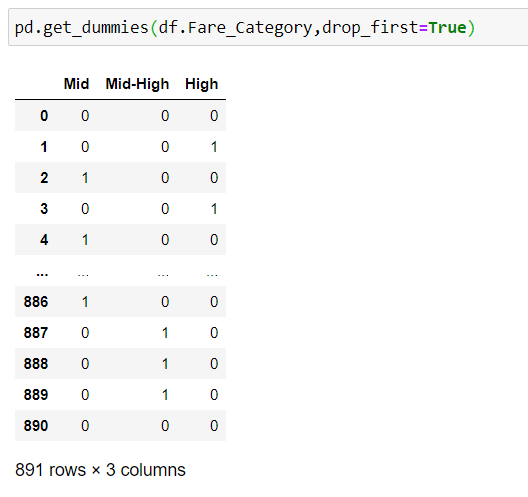 pd.get_dummies(df.Fare_Category,drop_first=True)
Mid Mid-High High
0 0 0 0
1 0 0 1
2 1 0 0
3 0 0 1
4 1 0 0
... ... ... ...
886 1 0 0
887 0 1 0
888 0 1 0
889 0 1 0
890 0 0 0
891 rows × 3 columns